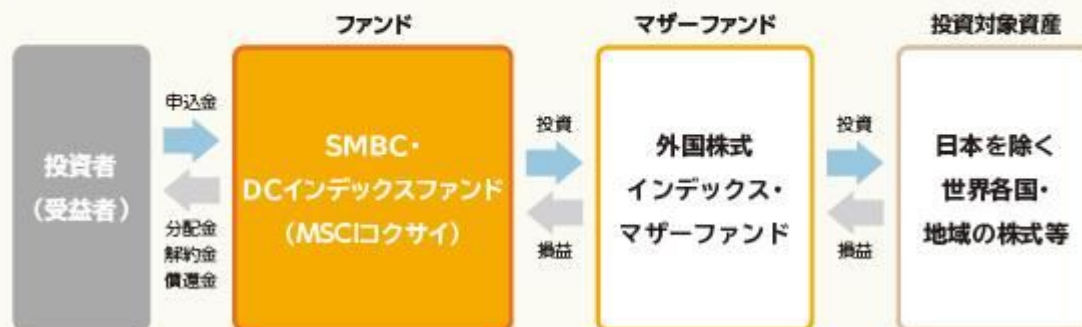 ファンド
マザーファンド
投資対象資産
投資者
（受益者）
申込金
分配金
解約金
償還金
SMBC・
DCインデックスファンド
（MSCIコクサイ）
投資
損益
外国株式
インデックス・
マザーファンド
投資
損益
日本を除く
世界各国・
地域の株式等